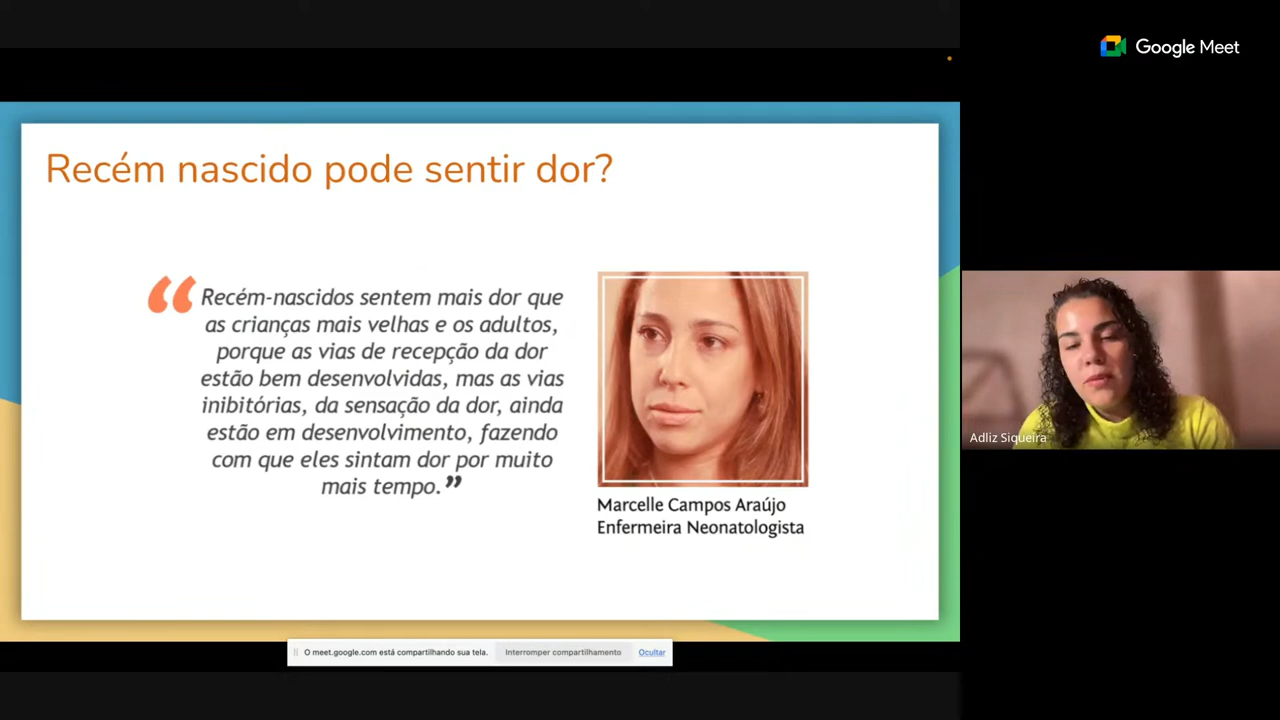 Google Meet
Recém nascido pode sentir dor?
“Recém-nascidos sentem mais dor que
as crianças mais velhas e os adultos,
porque as vias de recepção da dor
estão bem desenvolvidas, mas as vias
inibitórias, da sensação da dor, ainda
estão em desenvolvimento, fazendo
com que eles sintam dor por muito
mais tempo.”
Marcelle Campos Araújo
Enfermeira Neonatologista
Adliz Siqueira
O meet.google.com está compartilhando sua tela.
Interromper compartilhamento
Ocultar